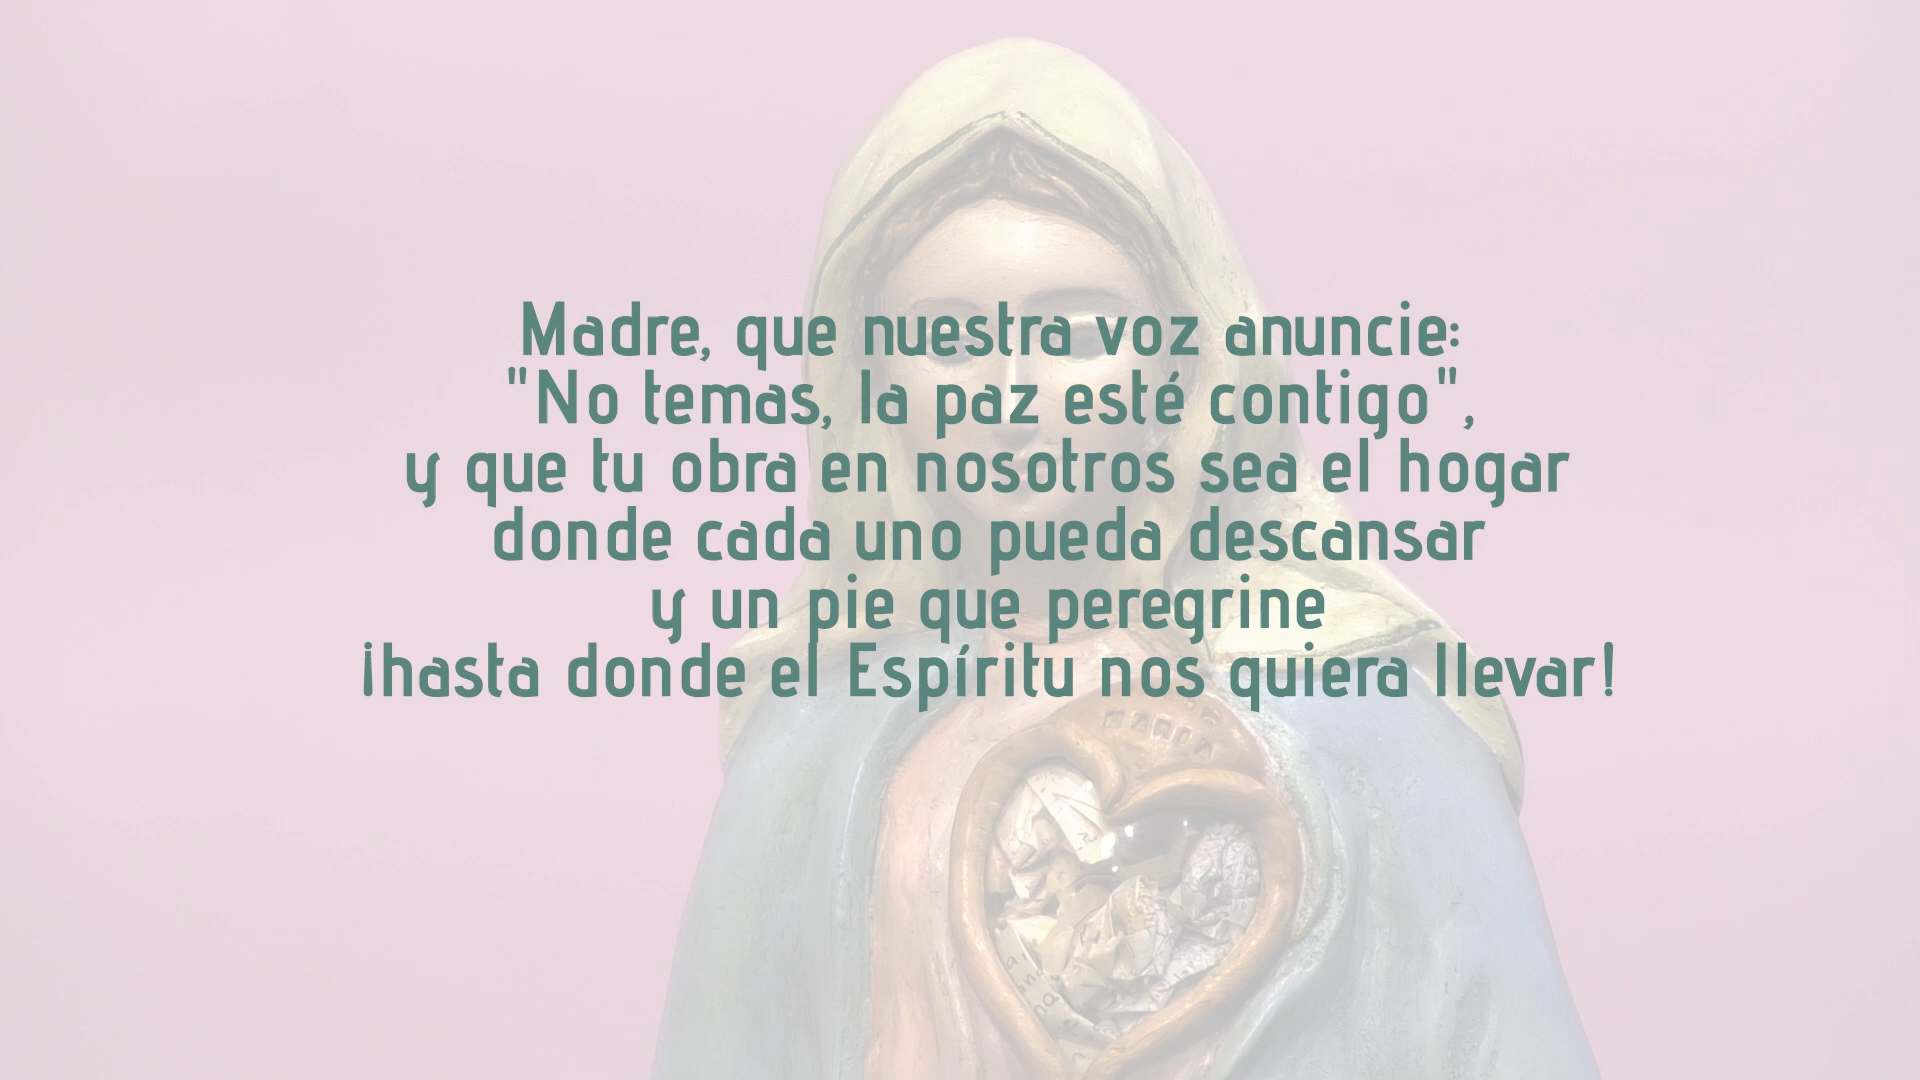 Madre, que nuestra voz anuncie:
"No temas, la paz esté contigo",
y que tu obra en nosotros sea el hogar
donde cada uno pueda descansar
y un pie que peregrine
¡hasta donde el Espíritu nos quiera llevar!
MARÍA